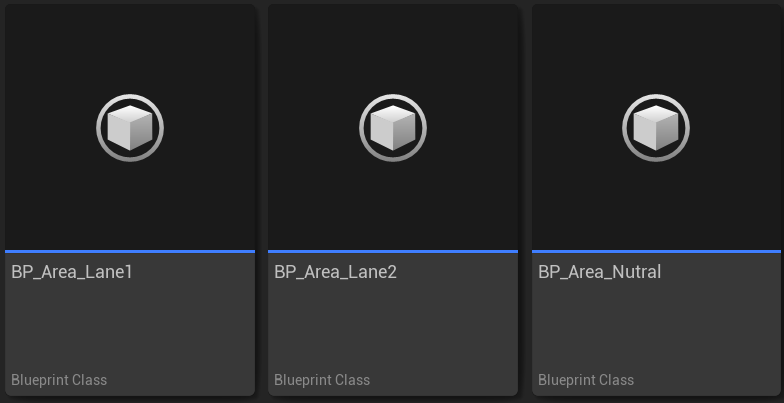 BP_Area_Lane1
Blueprint Class
BP_Area_Lane2
Blueprint Class
BP_Area_Nutral
Blueprint Class